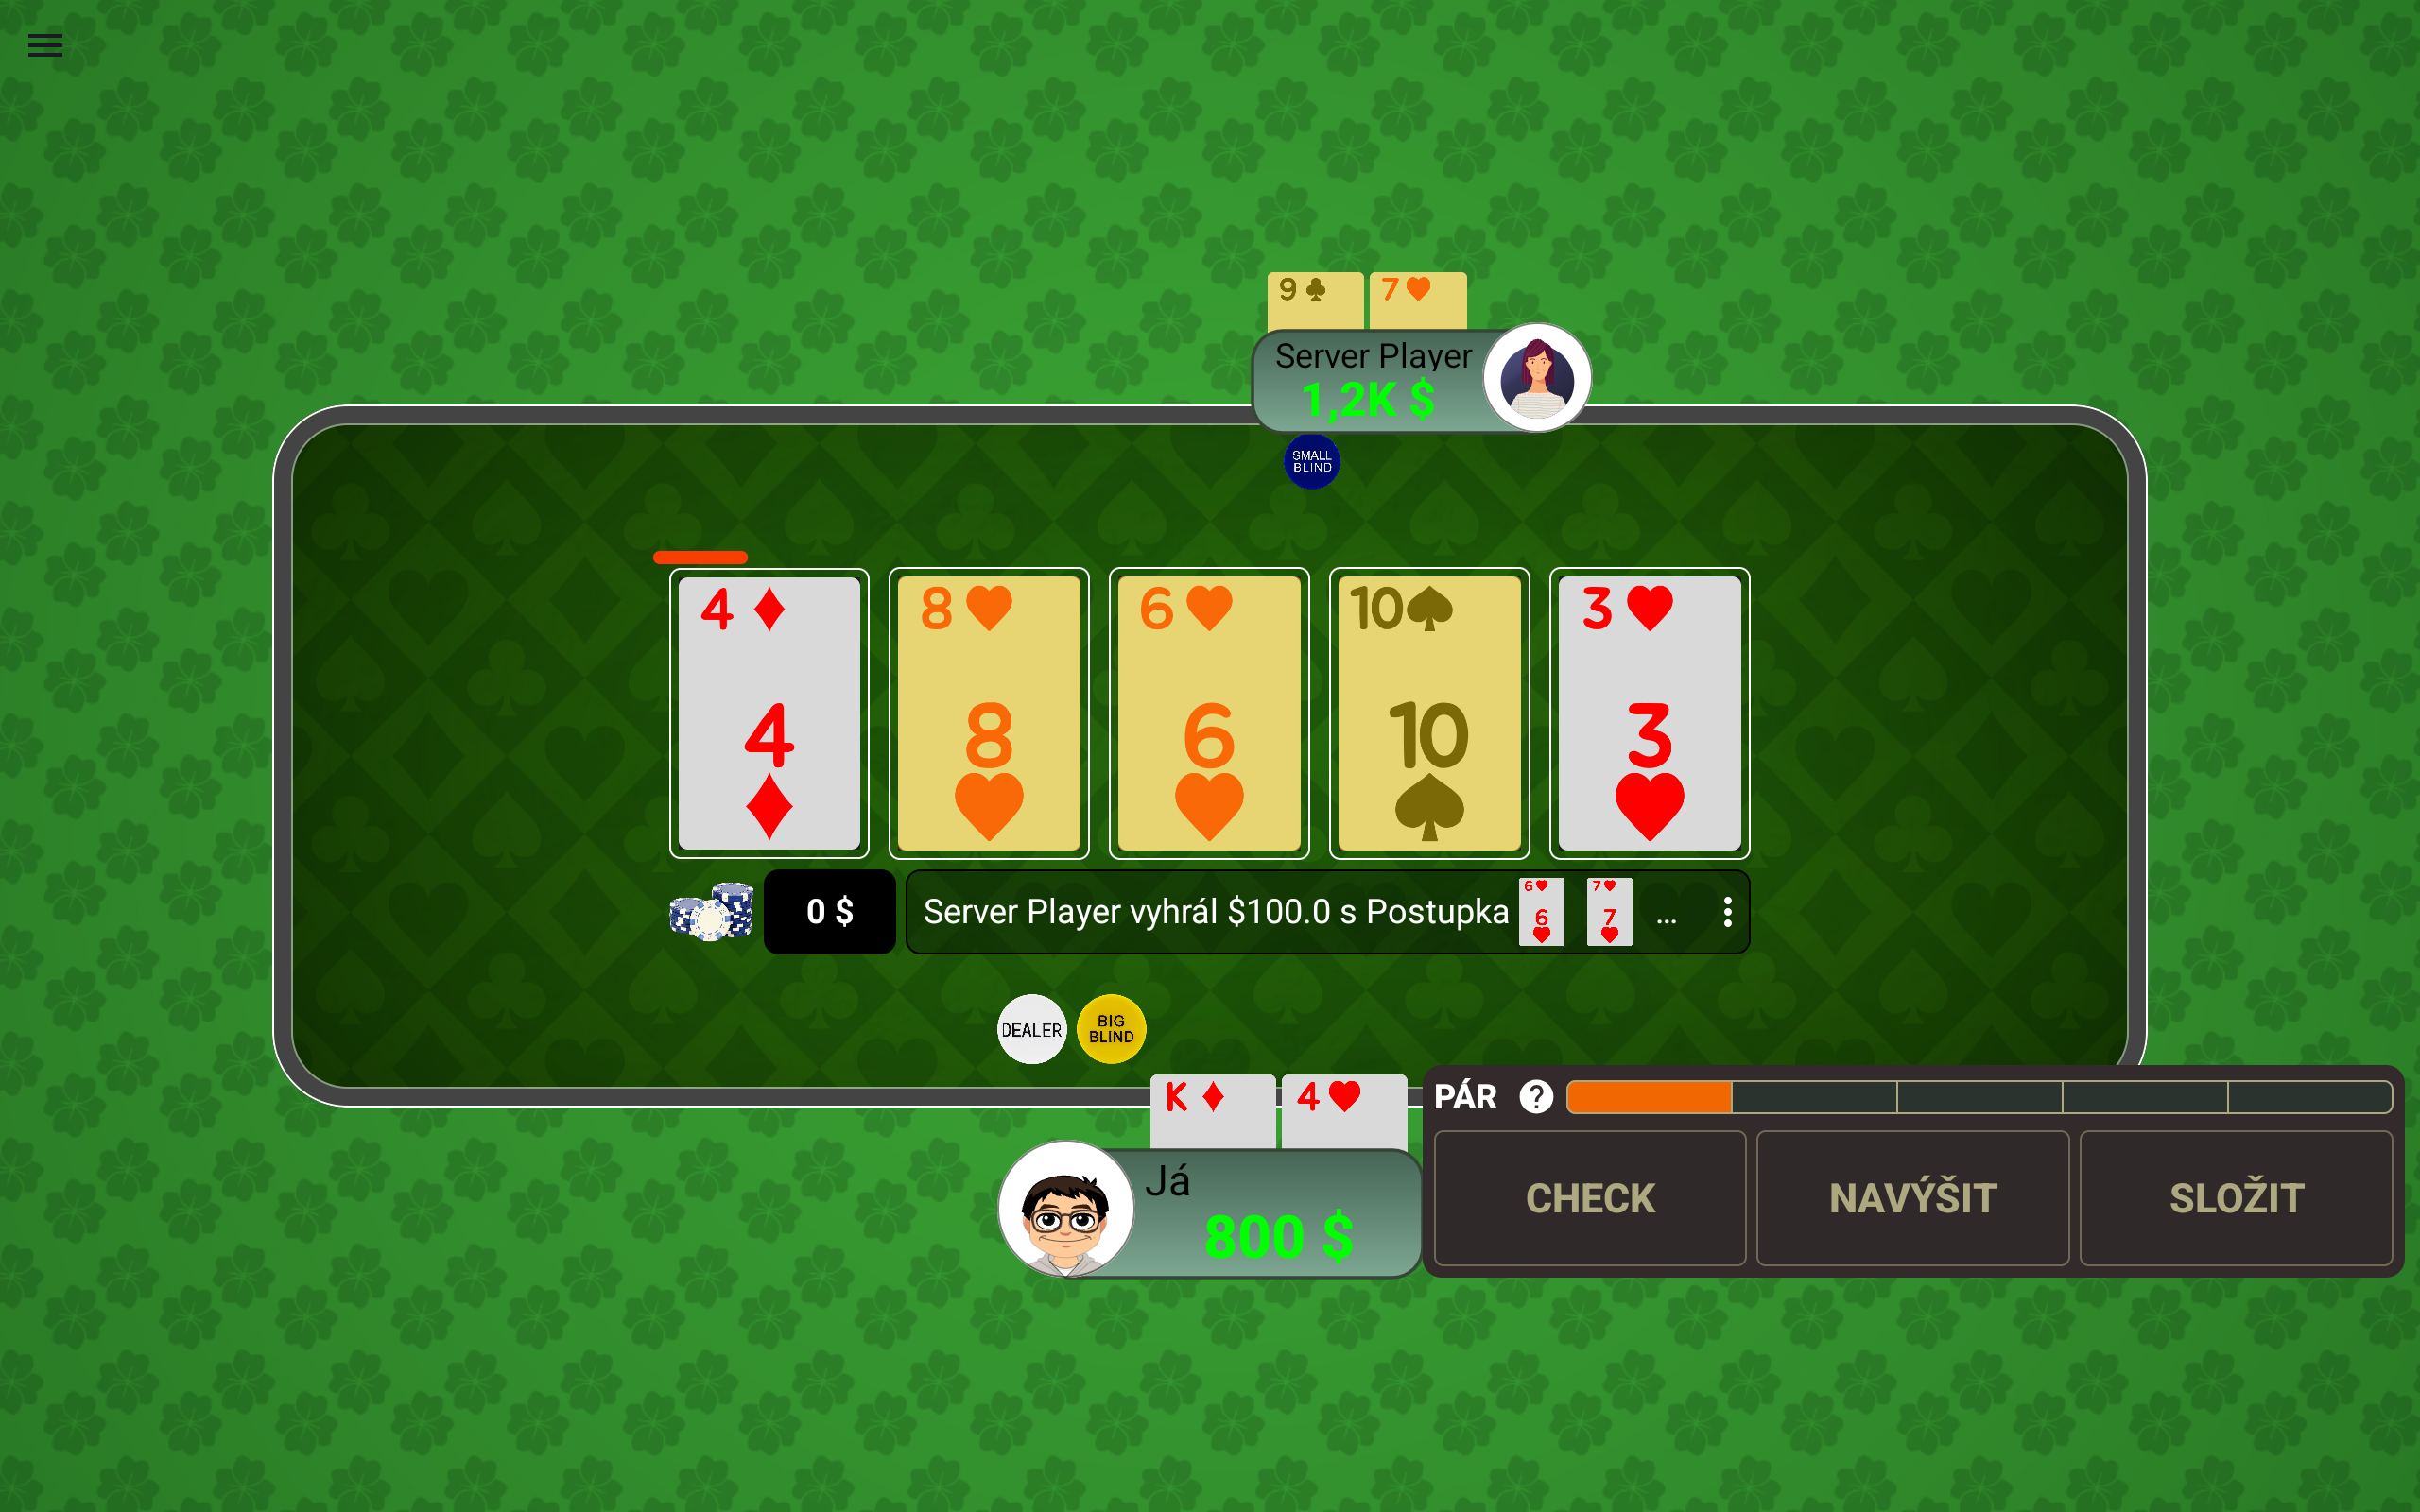 9 7
Server Player
1,2K $
SMALL
BLIND
4 8 6 10 3
4 8 6 10 3
0 $
Server Player vyhrál $100.0 s Postupka 6 7 ...
6 7
DEALER
BIG
BLIND
K 4
PÁR ?
Já
800 $
CHECK NAVÝŠIT SLOŽIT